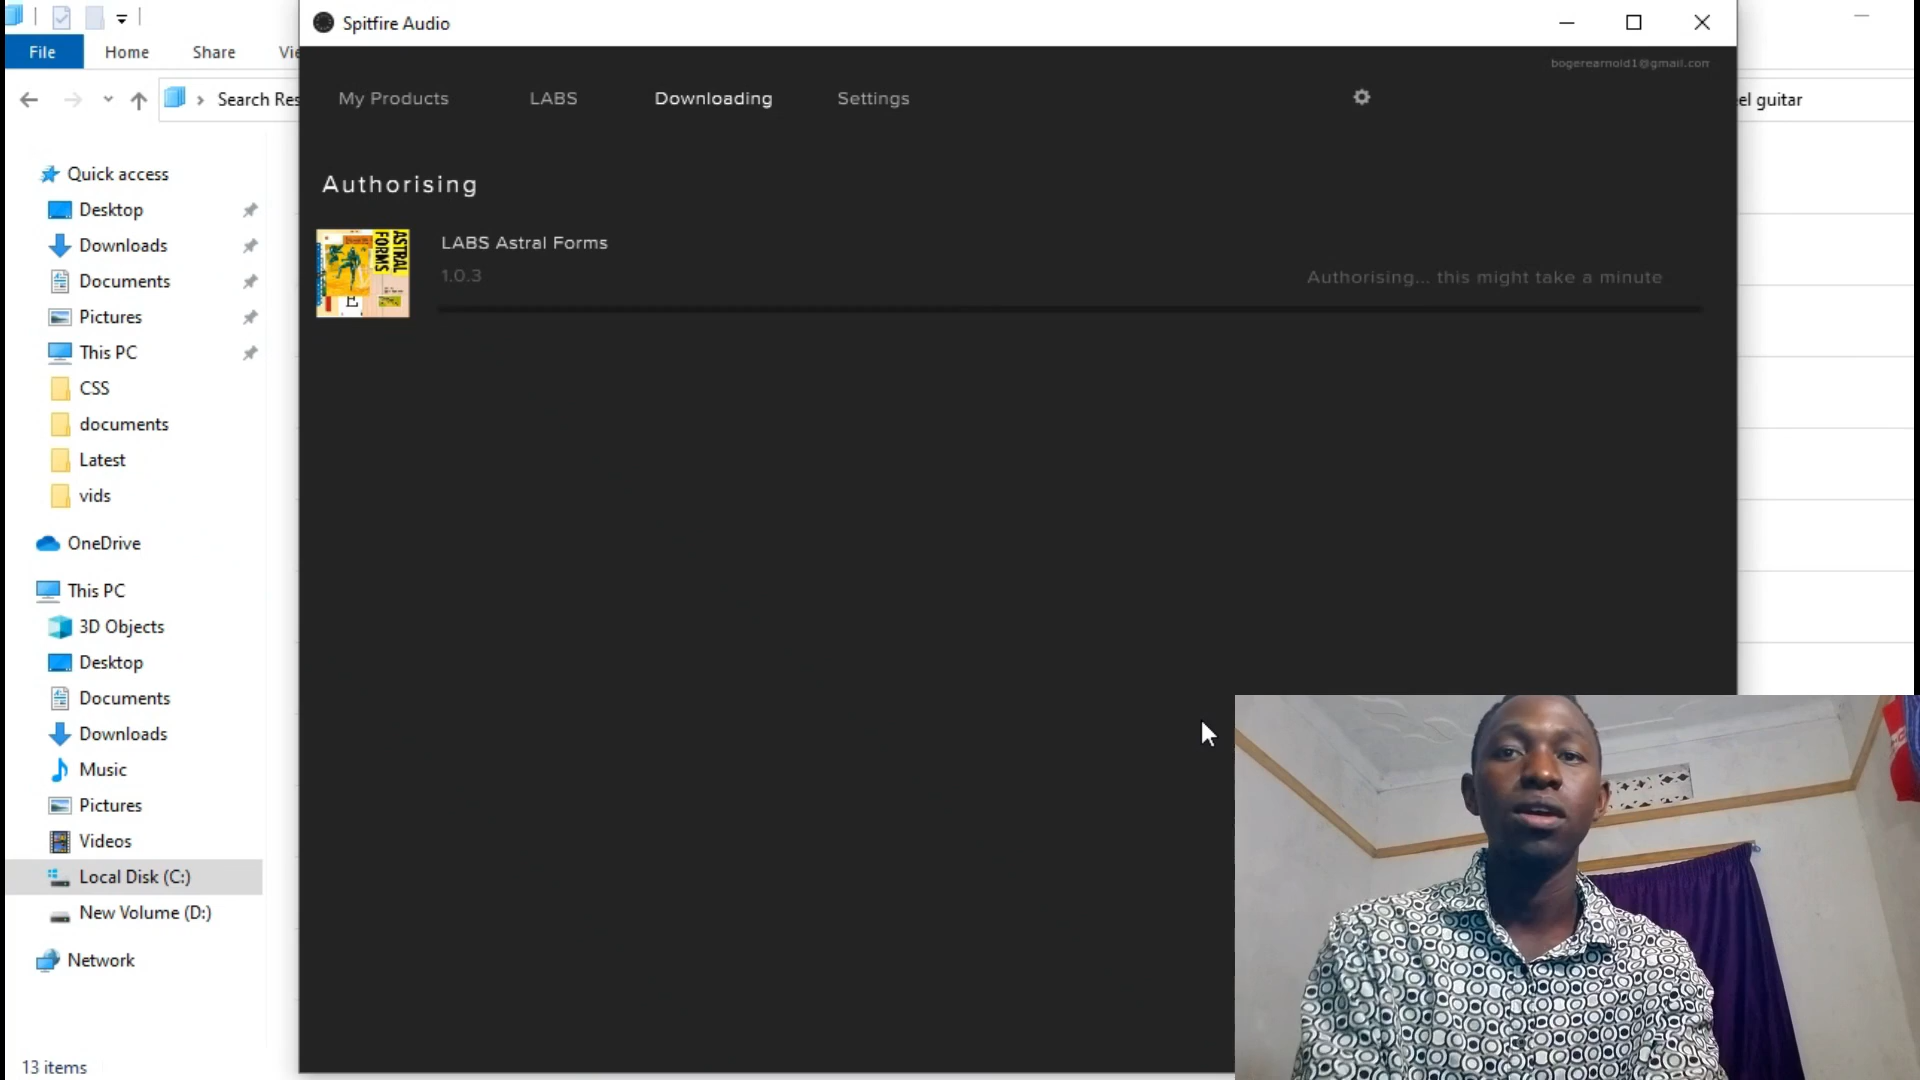 Spitfire Audio
File
Home
Share
bogerearnold1@gmail.com
My Products
LABS
Downloading
Settings
Search Res
el guitar
Authorising
LABS Astral Forms
1.0.3
Authorising... this might take a minute
ASTRAL
FORMS
E
Quick access
Desktop
Downloads
Documents
Pictures
This PC
CSS
documents
Latest
vids
OneDrive
This PC
3D Objects
Desktop
Documents
Downloads
Music
Pictures
Videos
Local Disk (C:)
New Volume (D:)
Network
13 items